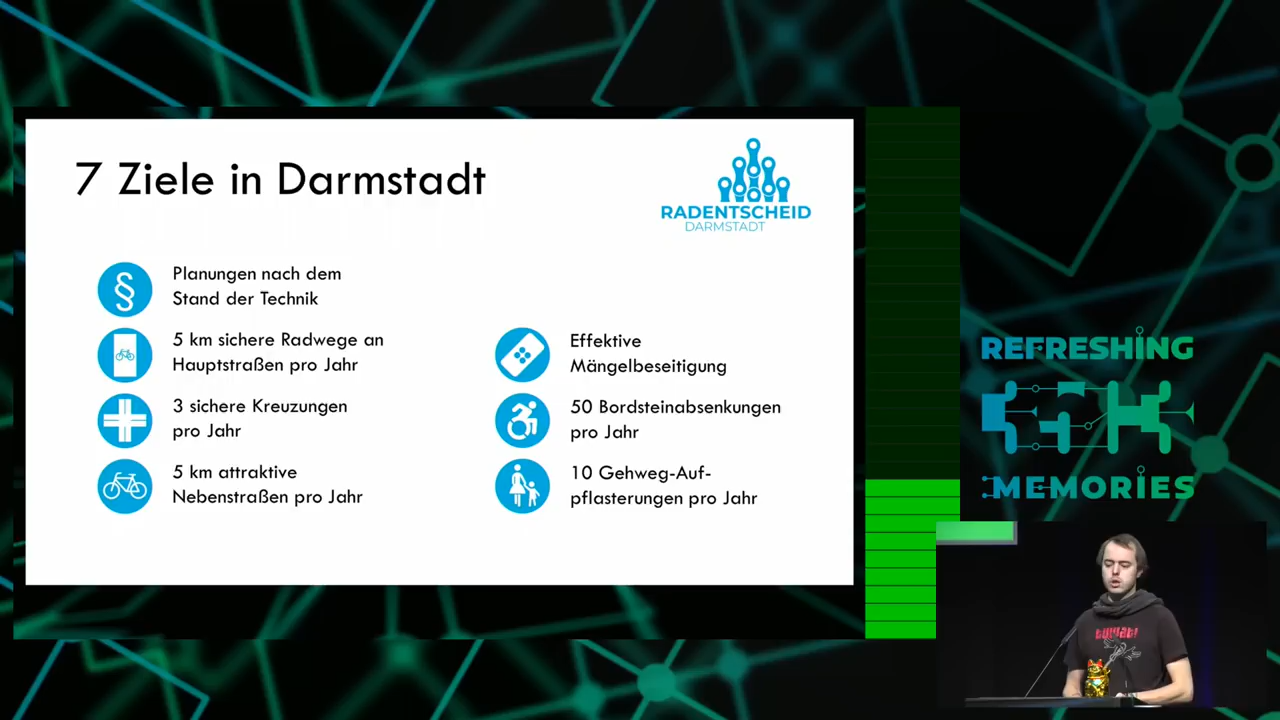 7 Ziele in Darmstadt
RADENTSCHEID
DARMSTADT
§
Planungen nach dem
Stand der Technik
5 km sichere Radwege an
Hauptstraßen pro Jahr
3 sichere Kreuzungen
pro Jahr
5 km attraktive
Nebenstraßen pro Jahr
Effektive
Mängelbeseitigung
50 Bordsteinabsenkungen
pro Jahr
10 Gehweg-Auf-
pflasterungen pro Jahr
REFRESHING
MEMORIES